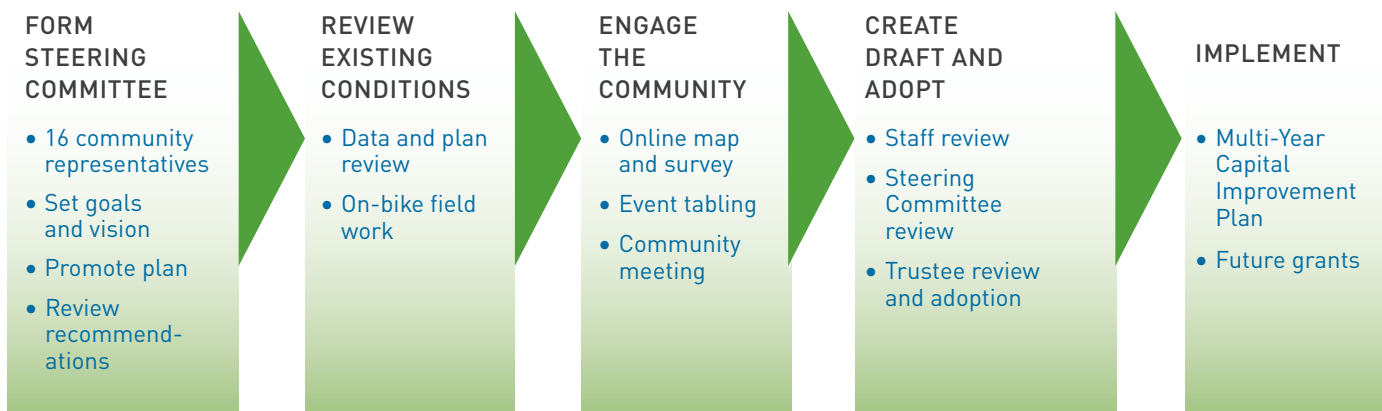 FORM
STEERING
COMMITTEE
• 16 community
representatives
• Set goals
and vision
• Promote plan
• Review
recommend-
ations
REVIEW
EXISTING
CONDITIONS
• Data and plan
review
• On-bike field
work
ENGAGE
THE
COMMUNITY
• Online map
and survey
• Event tabling
• Community
meeting
CREATE
DRAFT AND
ADOPT
• Staff review
• Steering
Committee
review
• Trustee review
and adoption
IMPLEMENT
• Multi-Year
Capital
Improvement
Plan
• Future grants